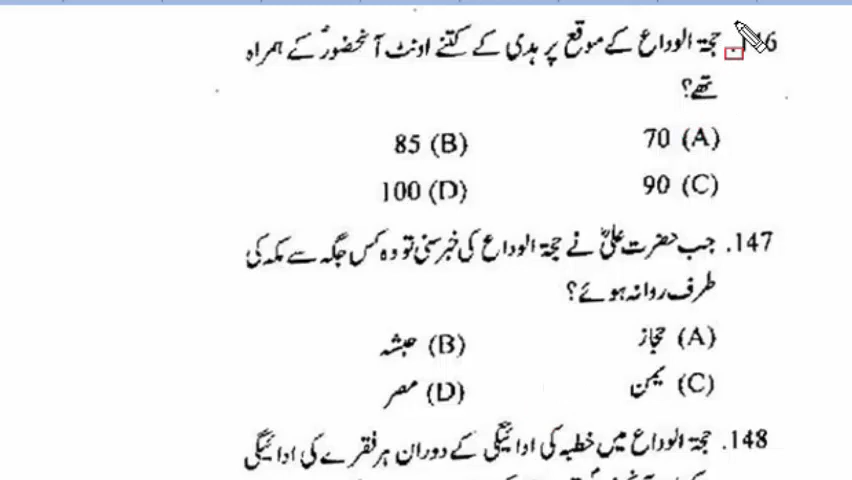 146. حجۃ الوداع کے موقع پر ہدی کے کتنے اونٹ آنحضورؐ کے ہمراہ
تھے؟
(A) 70 (B) 85
(C) 90 (D) 100
147. جب حضرت علیؓ نے حجۃ الوداع کی خبر سنی تو وہ کس جگہ سے مکہ کی
طرف روانہ ہوئے؟
(A) حجاز (B) حبشہ
(C) یمن (D) مصر
148. حجۃ الوداع میں خطبہ کی ادائیگی کے دوران ہر فقرے کی ادائیگی